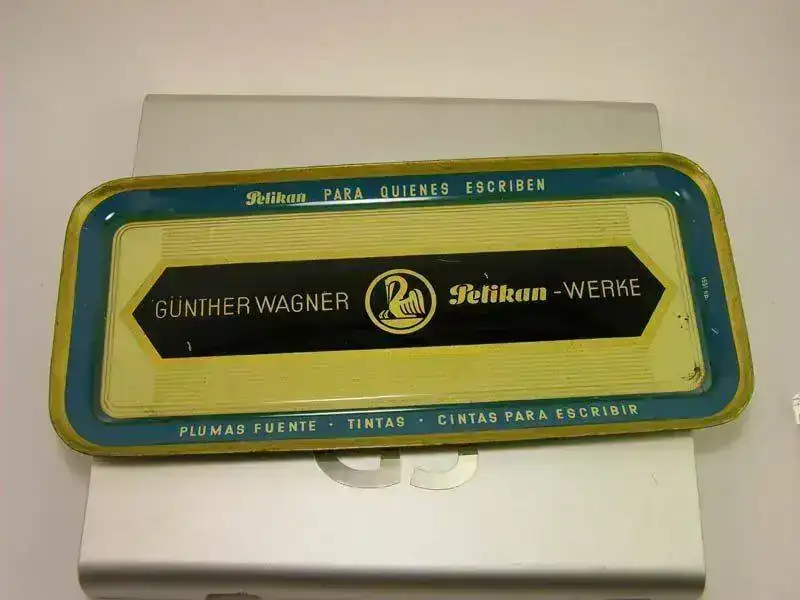 Pelikan PARA QUIENES ESCRIBEN
GÜNTHER WAGNER Pelikan - WERKE
PLUMAS FUENTE · TINTAS · CINTAS PARA ESCRIBIR